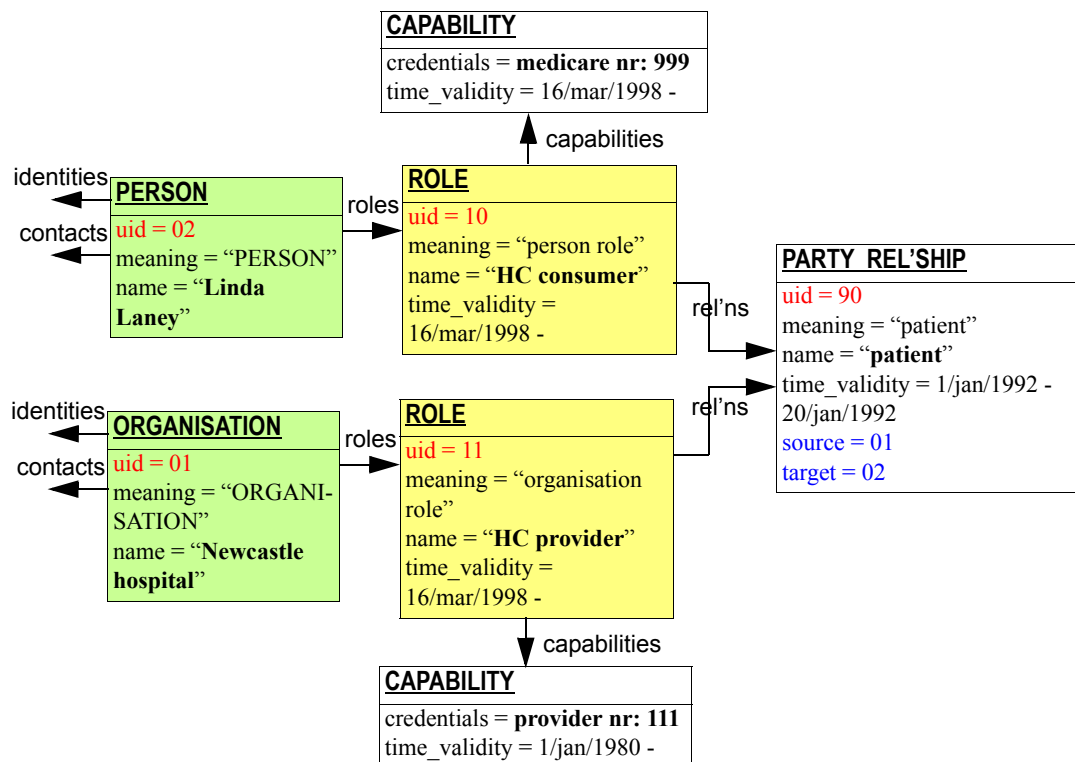 CAPABILITY
credentials = medicare nr: 999
time_validity = 16/mar/1998 -
capabilities
identities
contacts
PERSON
uid = 02
meaning = “PERSON”
name = “Linda
Laney”
roles
ROLE
uid = 10
meaning = “person role”
name = “HC consumer”
time_validity =
16/mar/1998 -
rel’ns
PARTY_REL’SHIP
uid = 90
meaning = “patient”
name = “patient”
time_validity = 1/jan/1992 -
20/jan/1992
source = 01
target = 02
identities
contacts
ORGANISATION
uid = 01
meaning = “ORGANI-
SATION”
name = “Newcastle
hospital”
roles
ROLE
uid = 11
meaning = “organisation
role”
name = “HC provider”
time_validity =
16/mar/1998 -
rel’ns
capabilities
CAPABILITY
credentials = provider nr: 111
time_validity = 1/jan/1980 -